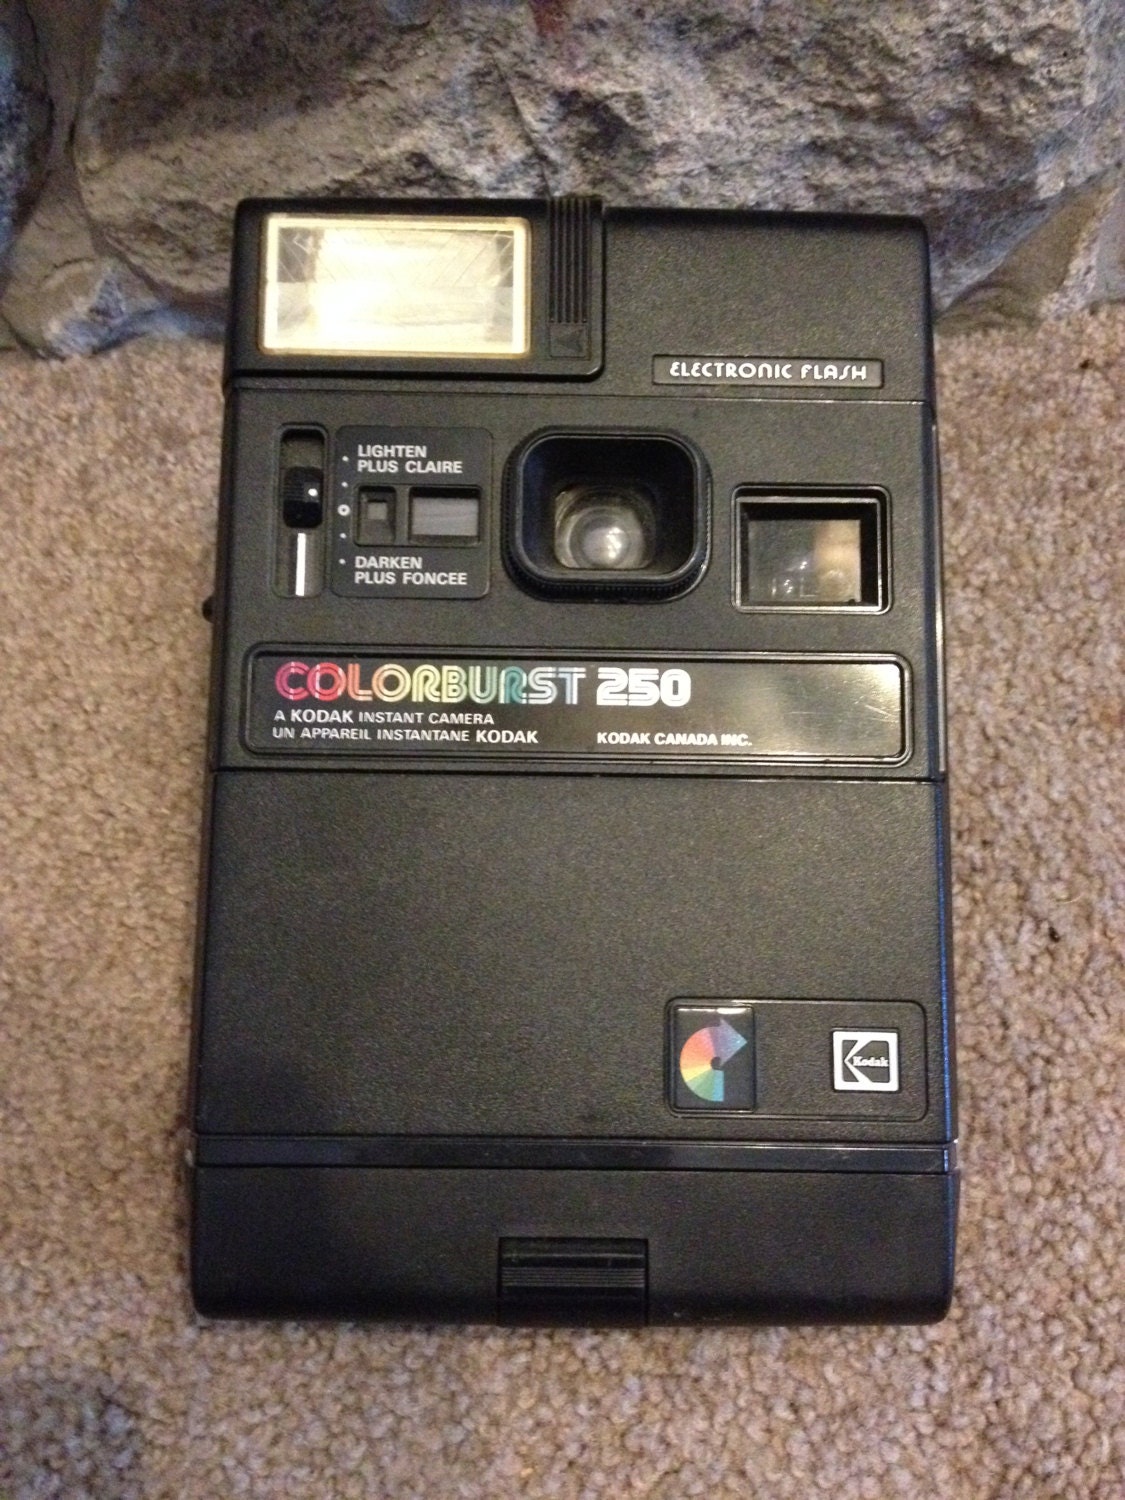 ELECTRONIC FLASH
LIGHTEN
PLUS CLAIRE
DARKEN
PLUS FONCEE
COLORBURST 250
A KODAK INSTANT CAMERA
UN APPAREIL INSTANTANE KODAK
KODAK CANADA INC.
Kodak